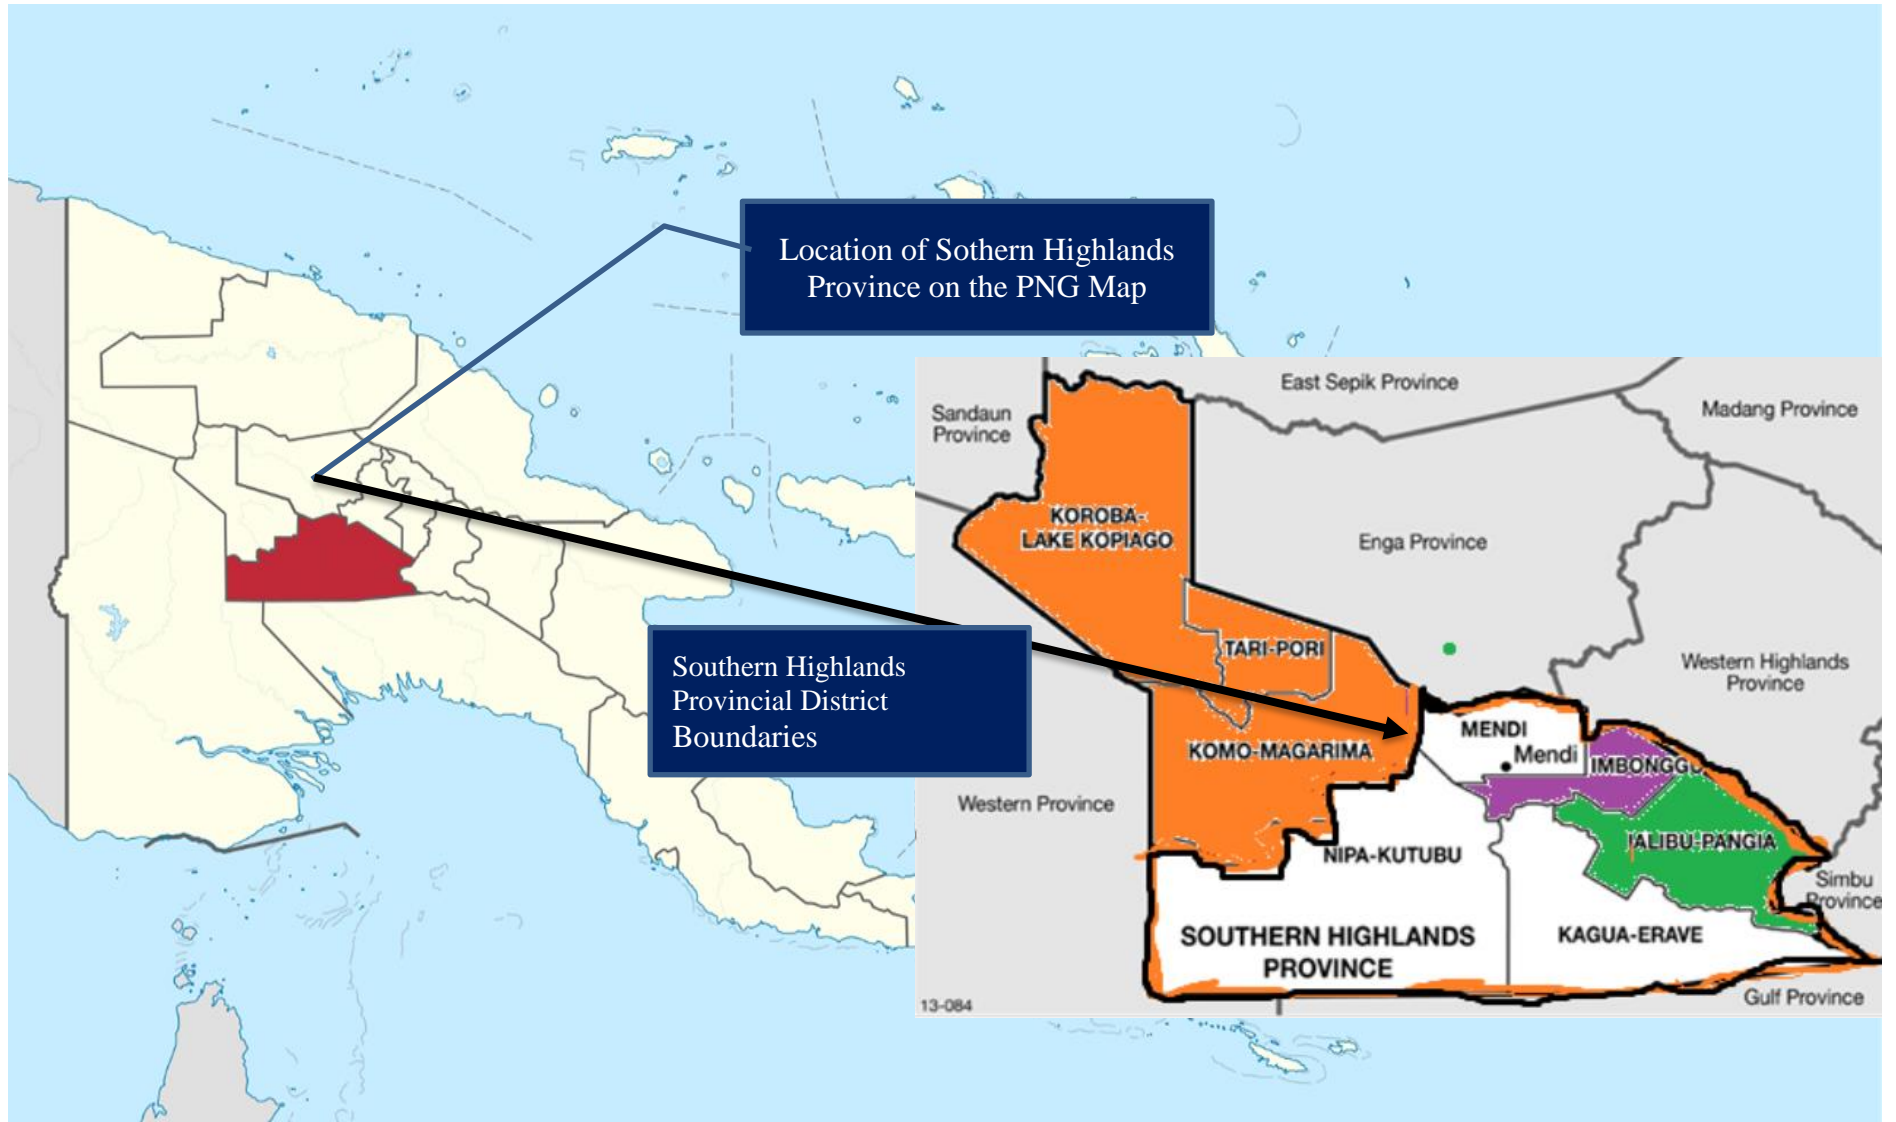 Location of Sothern Highlands
Province on the PNG Map
East Sepik Province
Sandaun
Province
Madang Province
KOROBA-
LAKE KOPIAGO
Enga Province
TARI-PORI
Southern Highlands
Provincial District
Boundaries
Western Highlands
Province
MENDI
Mendi
KOMO-MAGARIMA
IMBONGGU
Western Province
NIPA-KUTUBU
IALIBU-PANGIA
Simbu
Province
SOUTHERN HIGHLANDS
PROVINCE
KAGUA-ERAVE
13-084
Gulf Province